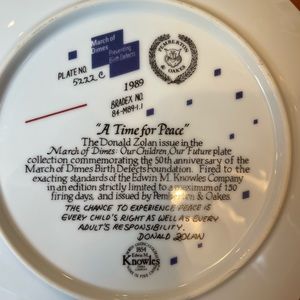 March of Dimes
Preventing Birth Defects
PEMBERTON & OAKES
PLATE NO.
5222 C
1989
BRADEX NO.
84-M89-1.1
"A Time for Peace"
The Donald Zolan issue in the
March of Dimes: Our Children, Our Future plate
collection commemorating the 50th anniversary of the
March of Dimes Birth Defects Foundation. Fired to the
exacting standards of the Edwin M. Knowles Company
in an edition strictly limited to a maximum of 150
firing days, and issued by Pemberton & Oakes.
THE CHANCE TO EXPERIENCE PEACE IS
EVERY CHILD'S RIGHT AS WELL AS EVERY
ADULT'S RESPONSIBILITY.
DONALD ZOLAN
1854
Edwin M.
Knowles